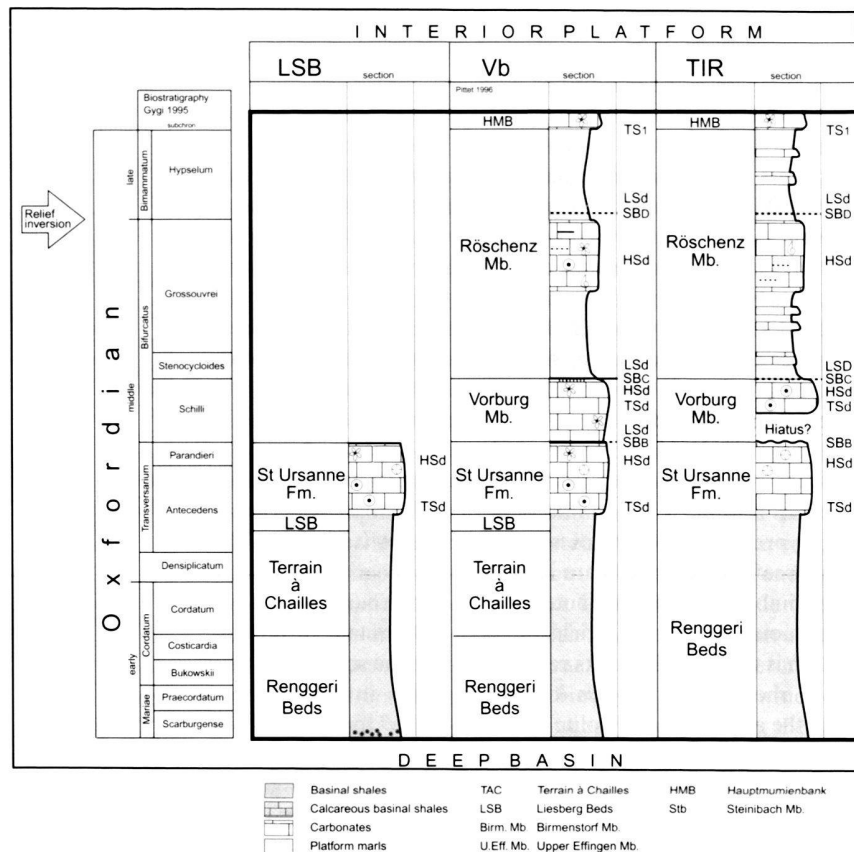 INTERIOR PLATFORM
LSB
section
Vb
section
TIR
section
Pittet 1996
Biostratigraphy
Gygi 1995
subchron
Relief
inversion
Oxfordian
late
middle
early
Bimammatum
Bifurcatus
Transversarium
Cordatum
Mariae
Hypselum
Grossouvrei
Stenocycloides
Schilli
Parandieri
Antecedens
Densiplicatum
Cordatum
Costicardia
Bukowskii
Praecordatum
Scarburgense
St Ursanne
Fm.
LSB
Terrain
à
Chailles
Renggeri
Beds
HSd
TSd
HMB
Röschenz
Mb.
Vorburg
Mb.
St Ursanne
Fm.
LSB
Terrain
à
Chailles
Renggeri
Beds
TS1
LSd
SBD
HSd
LSd
SBC
HSd
TSd
LSd
SBB
HSd
TSd
HMB
Röschenz
Mb.
Vorburg
Mb.
St Ursanne
Fm.
Renggeri
Beds
Hiatus?
TS1
LSd
SBD
HSd
LSD
SBC
HSd
TSd
SBB
HSd
TSd
DEEP BASIN
Basinal shales
Calcareous basinal shales
Carbonates
Platform marls
TAC Terrain à Chailles
LSB Liesberg Beds
Birm. Mb. Birmenstorf Mb.
U.Eff. Mb. Upper Effingen Mb.
HMB Hauptmumienbank
Stb Steinibach Mb.